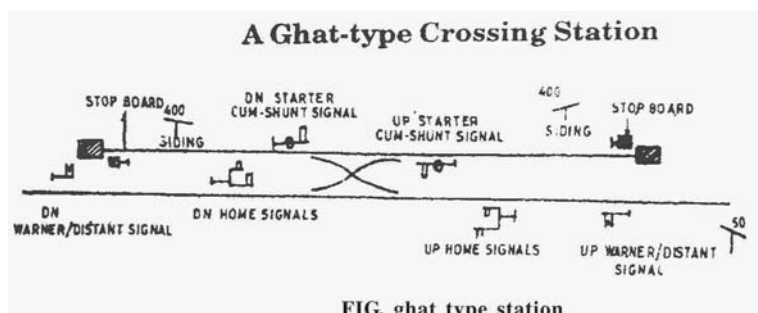 A Ghat-type Crossing Station
STOP BOARD
400
SIDING
DN STARTER
CUM-SHUNT SIGNAL
UP STARTER
CUM-SHUNT SIGNAL
400
SIDING
STOP BOARD
DN
WARNER/DISTANT SIGNAL
DN HOME SIGNALS
UP HOME SIGNALS
UP WARNER/DISTANT
SIGNAL
50
FIG. ghat type station